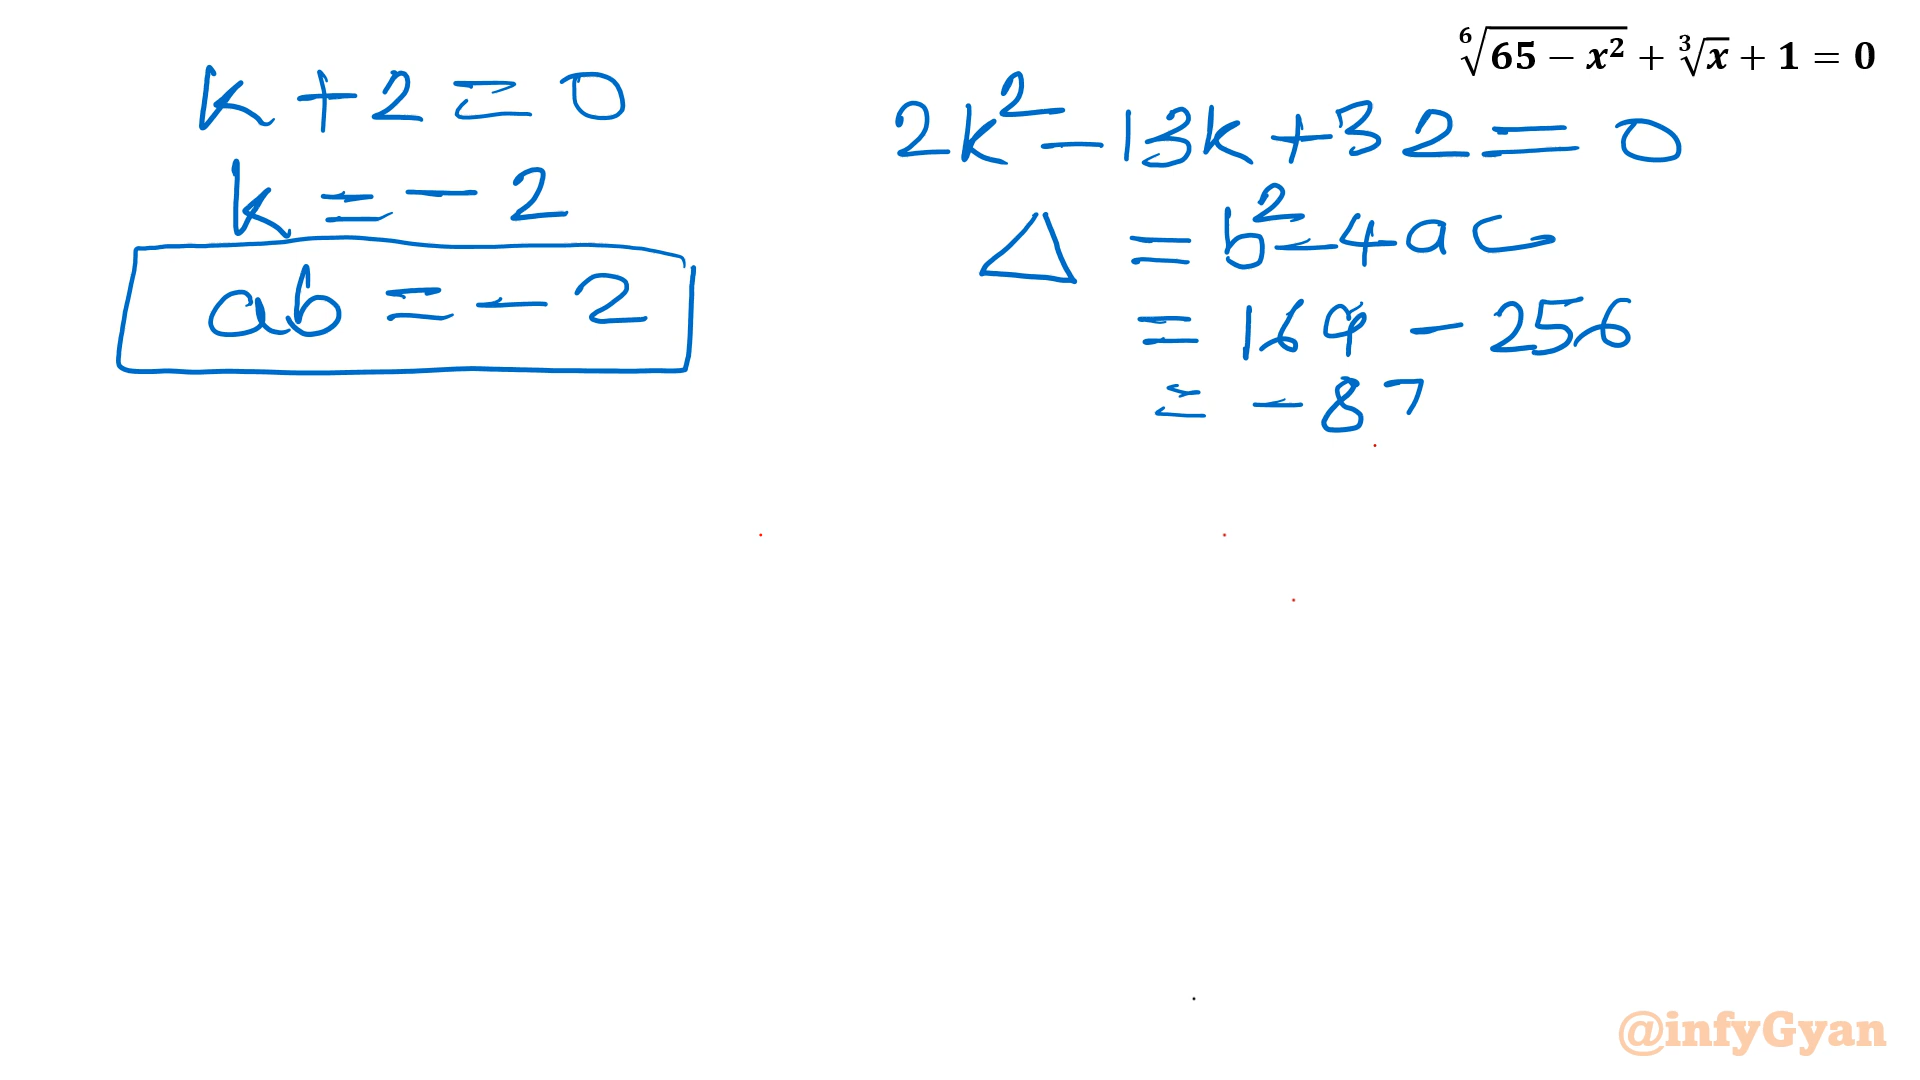 ⁶√(65 − x²) + ³√x + 1 = 0
k + 2 = 0
k = - 2
ab = - 2
2k² - 13k + 32 = 0
Δ = b² - 4ac
= 169 - 256
= - 87
@infyGyan